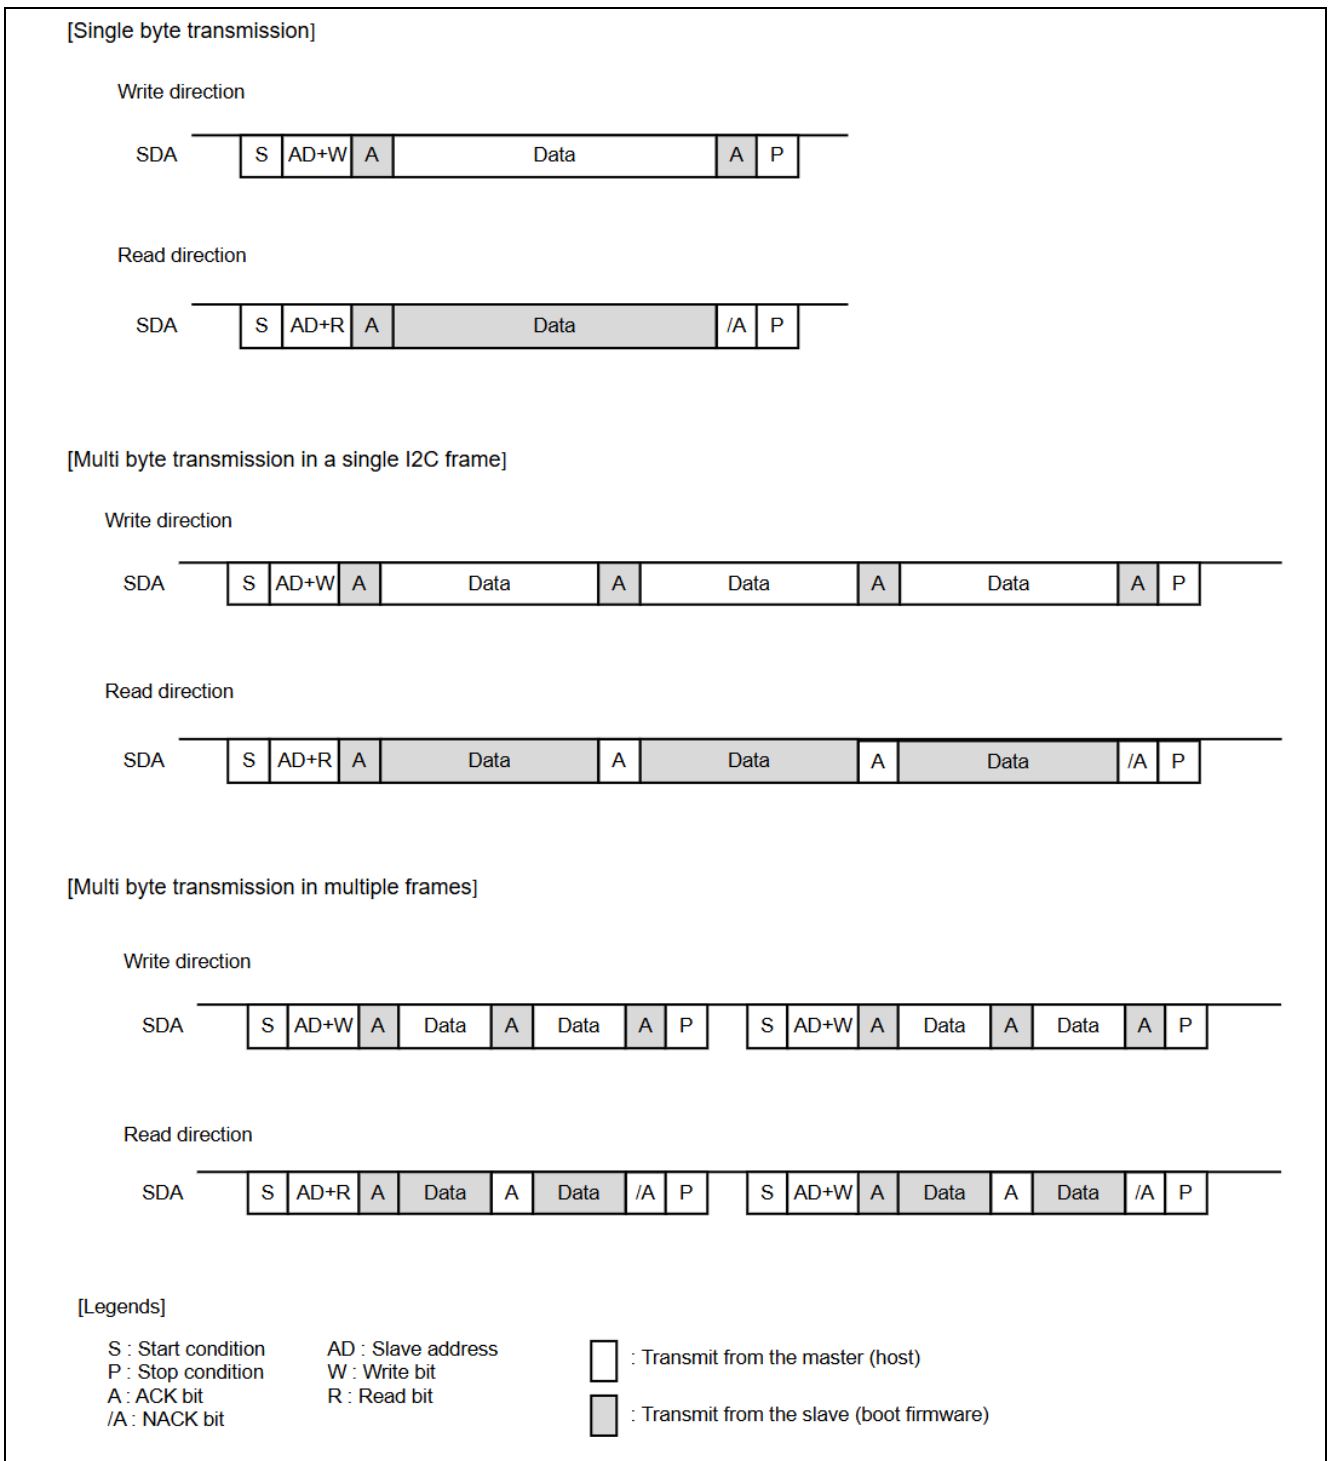 [Single byte transmission]
Write direction
SDA S AD+W A Data A P
Read direction
SDA S AD+R A Data /A P
[Multi byte transmission in a single I2C frame]
Write direction
SDA S AD+W A Data A Data A Data A P
Read direction
SDA S AD+R A Data A Data A Data /A P
[Multi byte transmission in multiple frames]
Write direction
SDA S AD+W A Data A Data A P S AD+W A Data A Data A P
Read direction
SDA S AD+R A Data A Data /A P S AD+W A Data A Data /A P
[Legends]
S : Start condition AD : Slave address
P : Stop condition W : Write bit
A : ACK bit R : Read bit
/A : NACK bit
: Transmit from the master (host)
: Transmit from the slave (boot firmware)